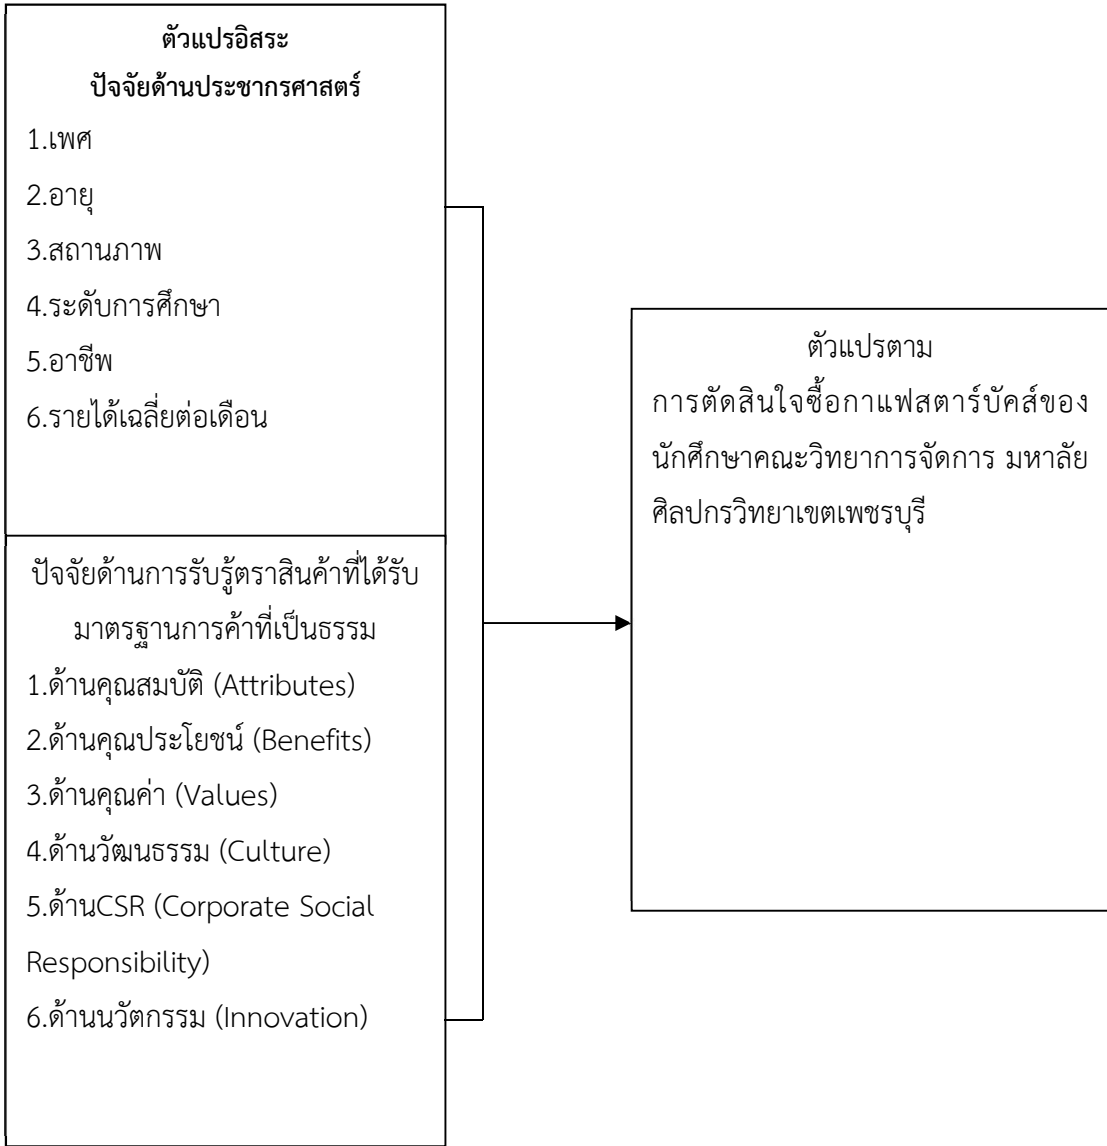 ตัวแปรอิสระ
ปัจจัยด้านประชากรศาสตร์
1.เพศ
2.อายุ
3.สถานภาพ
4.ระดับการศึกษา
5.อาชีพ
6.รายได้เฉลี่ยต่อเดือน
ปัจจัยด้านการรับรู้ตราสินค้าที่ได้รับ
มาตรฐานการค้าที่เป็นธรรม
1.ด้านคุณสมบัติ (Attributes)
2.ด้านคุณประโยชน์ (Benefits)
3.ด้านคุณค่า (Values)
4.ด้านวัฒนธรรม (Culture)
5.ด้านCSR (Corporate Social
Responsibility)
6.ด้านนวัตกรรม (Innovation)
ตัวแปรตาม
การตัดสินใจซื้อกาแฟสตาร์บัคส์ของ
นักศึกษาคณะวิทยาการจัดการ มหาลัย
ศิลปกรวิทยาเขตเพชรบุรี